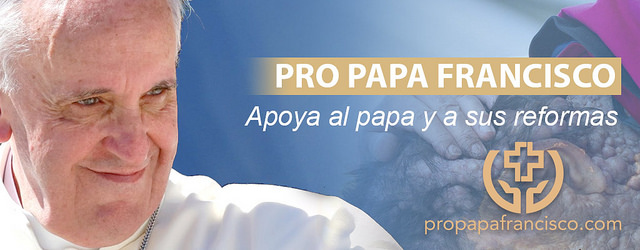 PRO PAPA FRANCISCO
Apoya al papa y a sus reformas
propapafrancisco.com